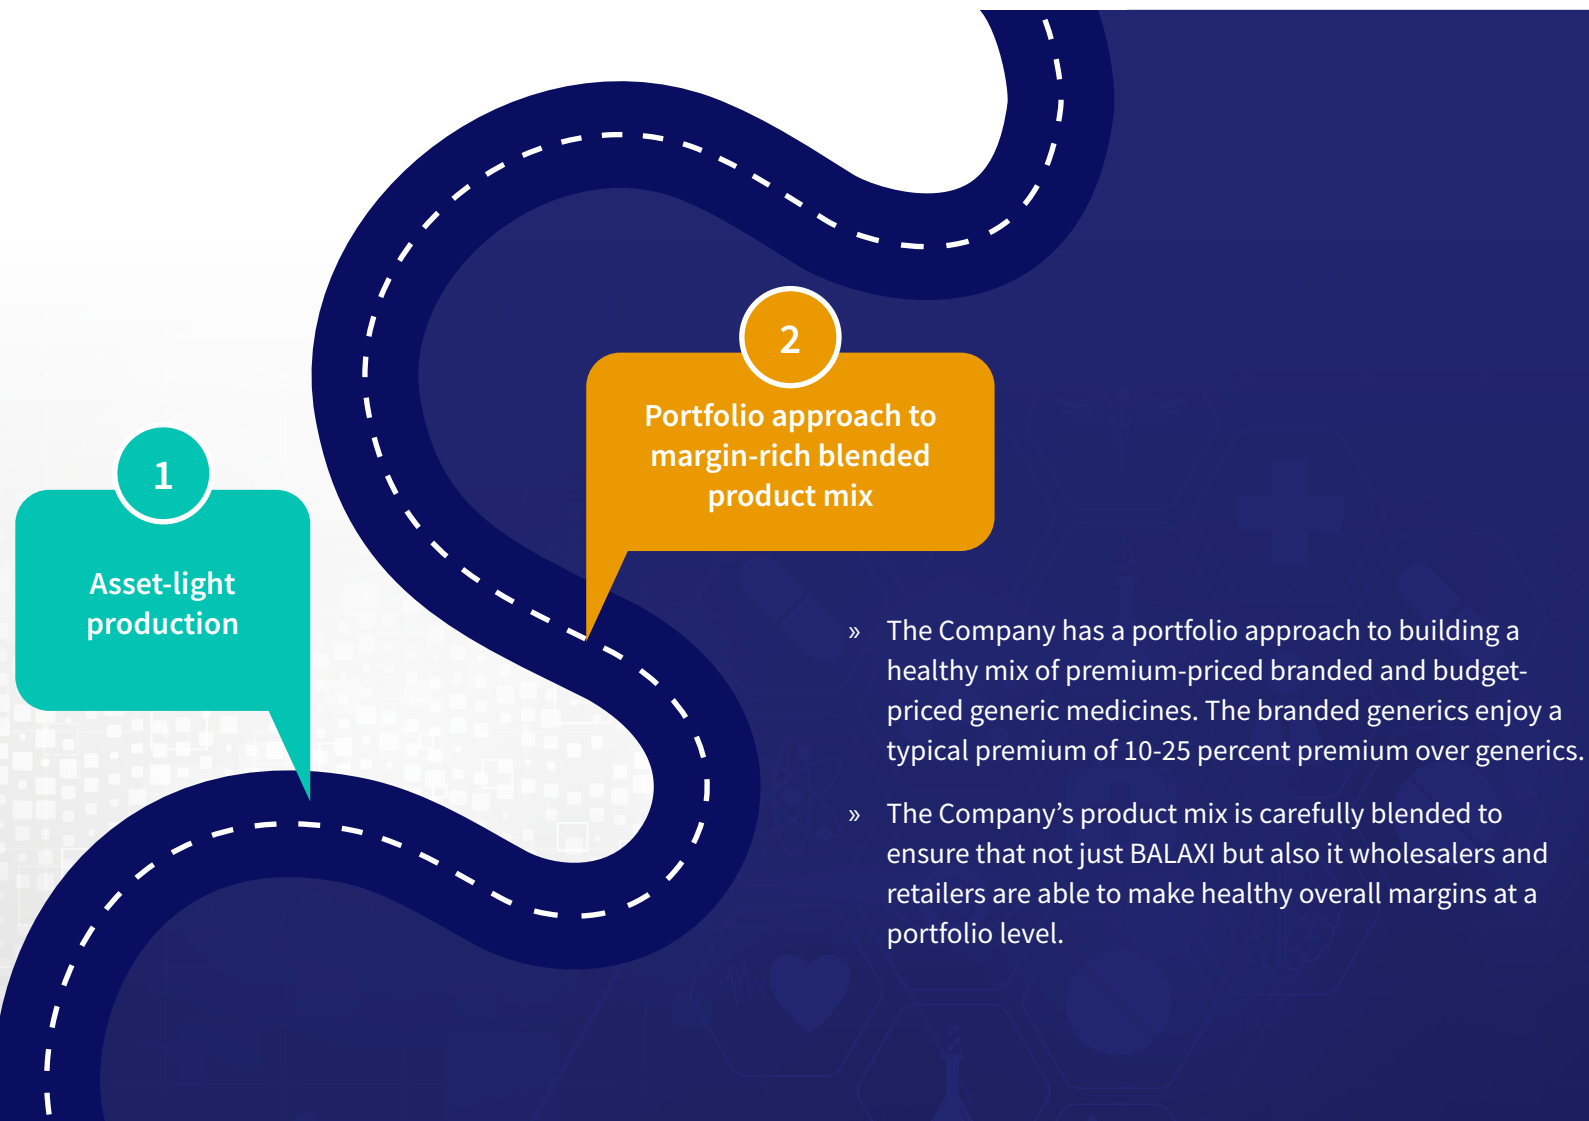 1
Asset-light
production
2
Portfolio approach to
margin-rich blended
product mix
» The Company has a portfolio approach to building a
healthy mix of premium-priced branded and budget-
priced generic medicines. The branded generics enjoy a
typical premium of 10-25 percent premium over generics.
» The Company’s product mix is carefully blended to
ensure that not just BALAXI but also it wholesalers and
retailers are able to make healthy overall margins at a
portfolio level.